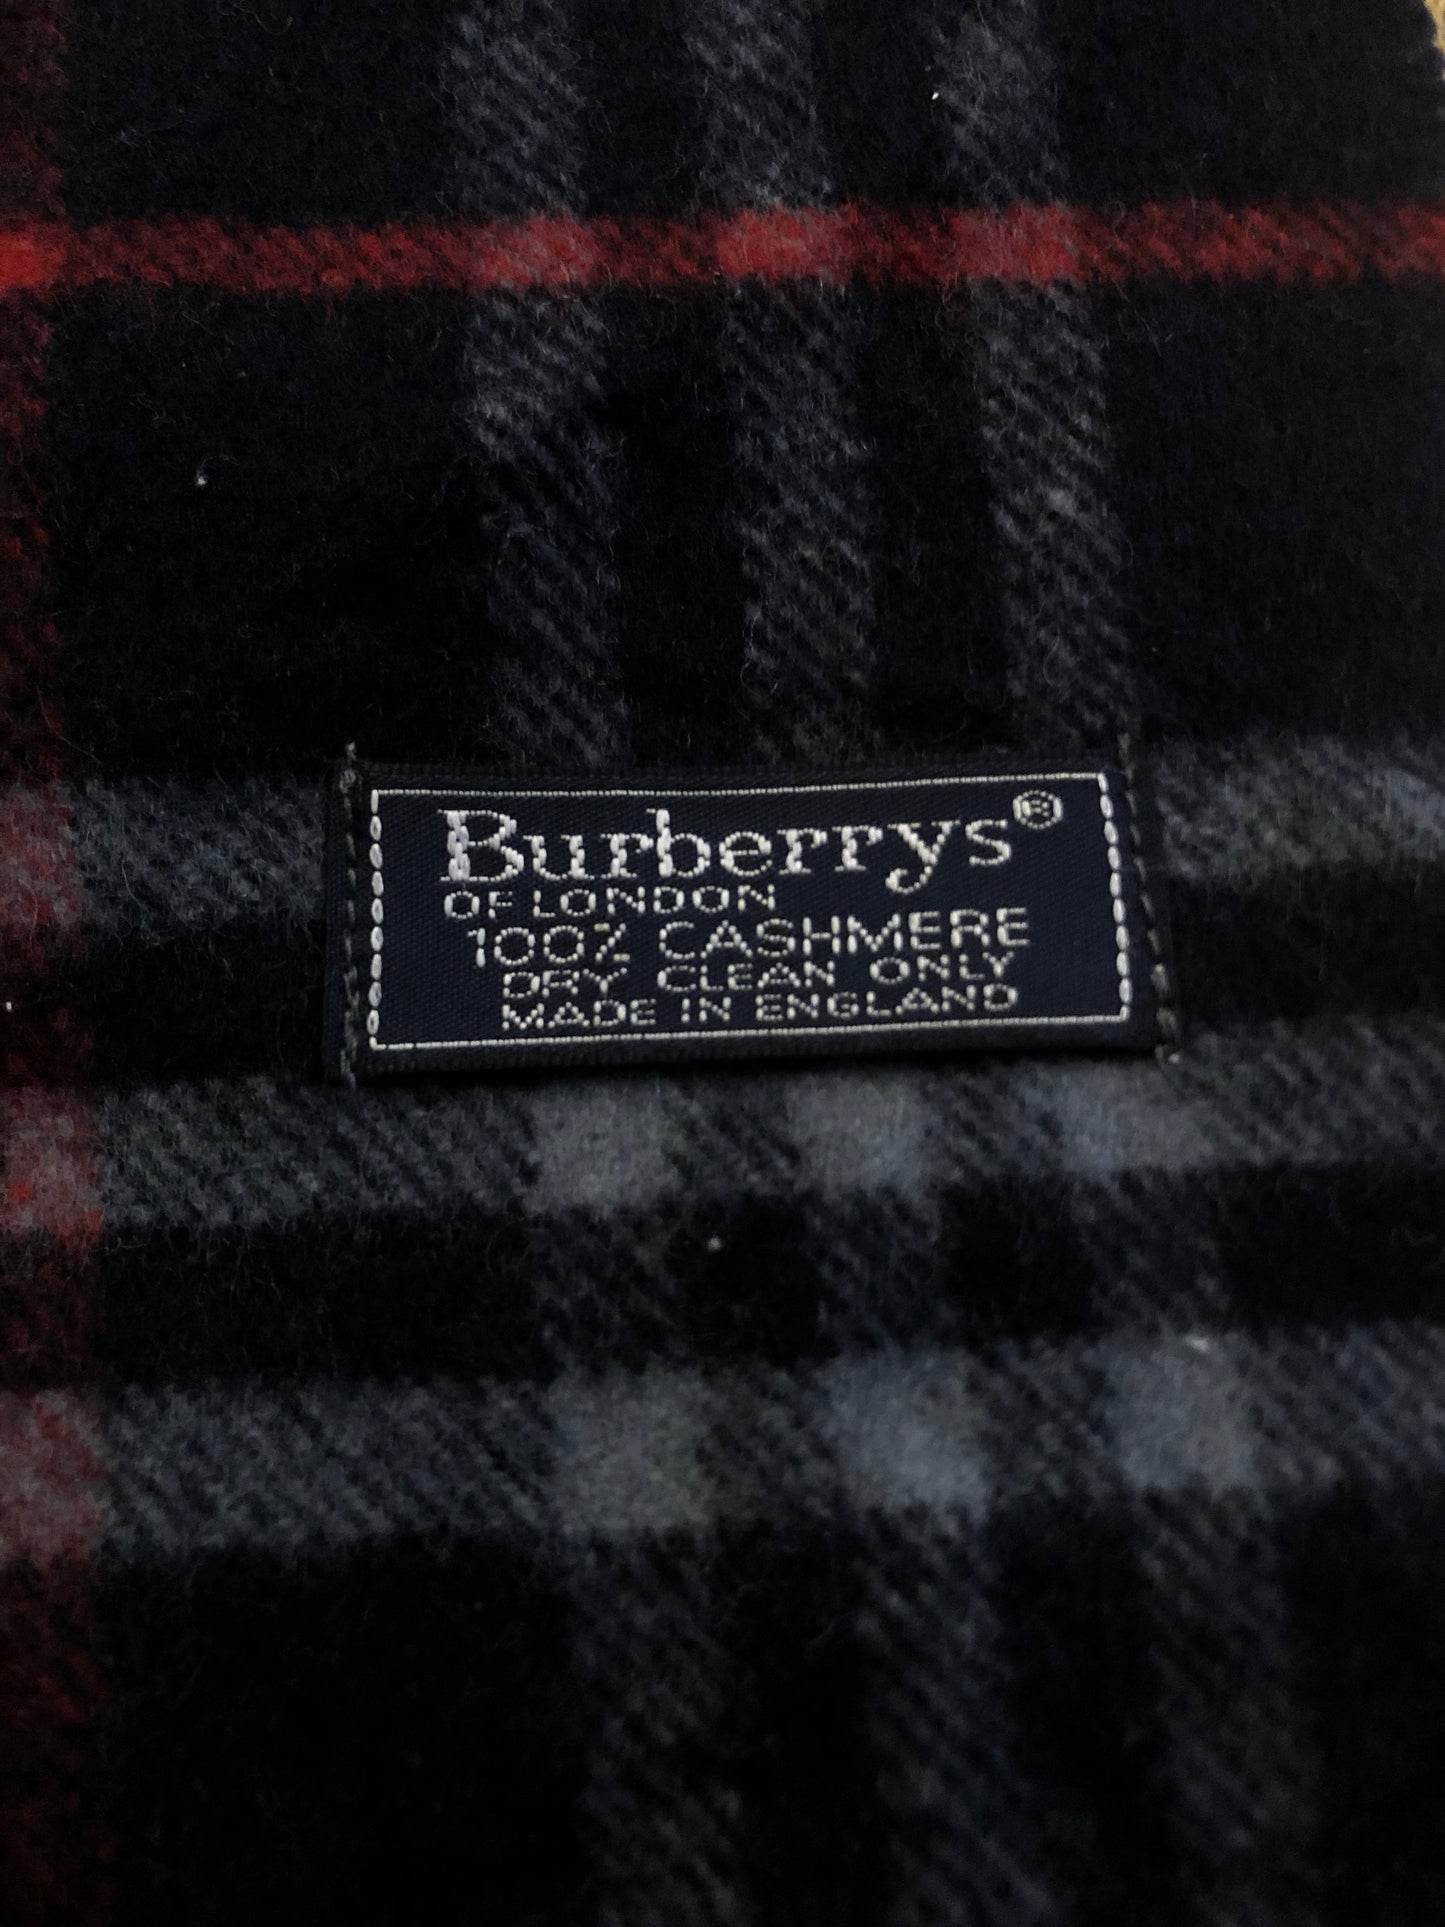 Burberrys®
OF LONDON
100% CASHMERE
DRY CLEAN ONLY
MADE IN ENGLAND